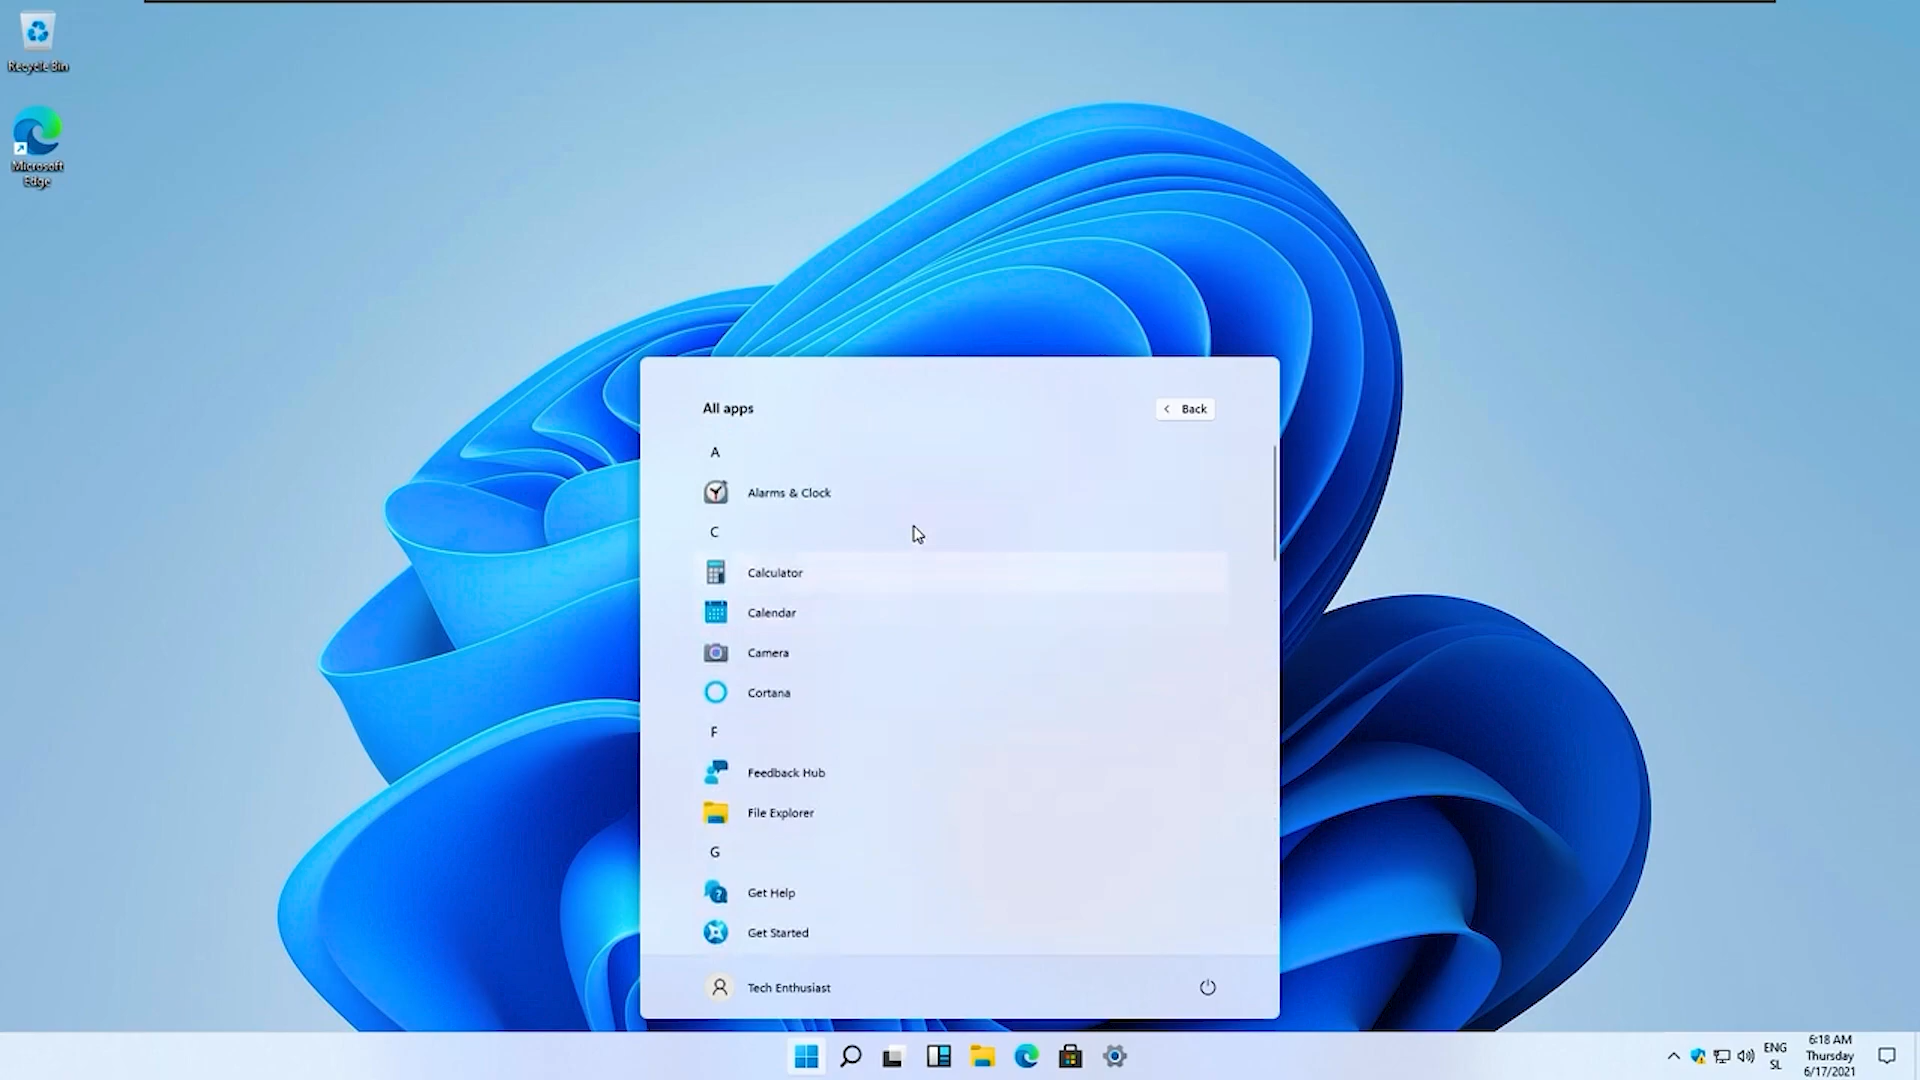 Recycle Bin
Microsoft
Edge
All apps
Back
A
Alarms & Clock
C
Calculator
Calendar
Camera
Cortana
F
Feedback Hub
File Explorer
G
Get Help
Get Started
Tech Enthusiast
ENG
SL
6:18 AM
Thursday
6/17/2021